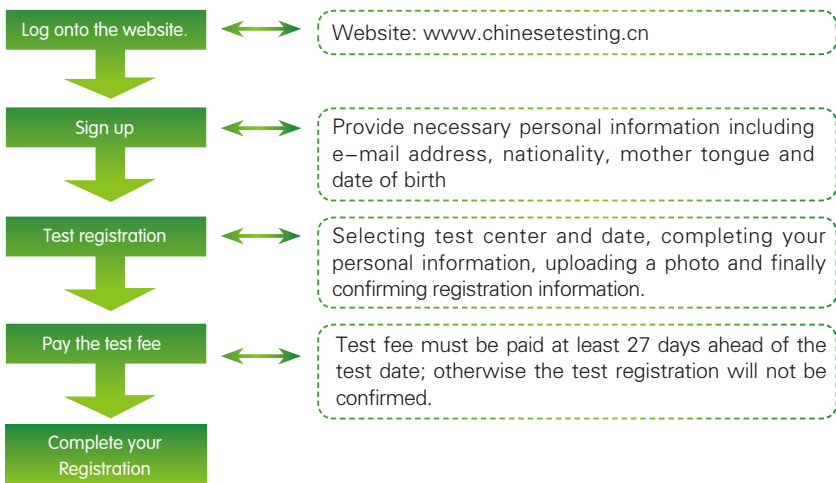 Log onto the website.
Website: www.chinesetesting.cn
Sign up
Provide necessary personal information including
e-mail address, nationality, mother tongue and
date of birth
Test registration
Selecting test center and date, completing your
personal information, uploading a photo and finally
confirming registration information.
Pay the test fee
Test fee must be paid at least 27 days ahead of the
test date; otherwise the test registration will not be
confirmed.
Complete your
Registration